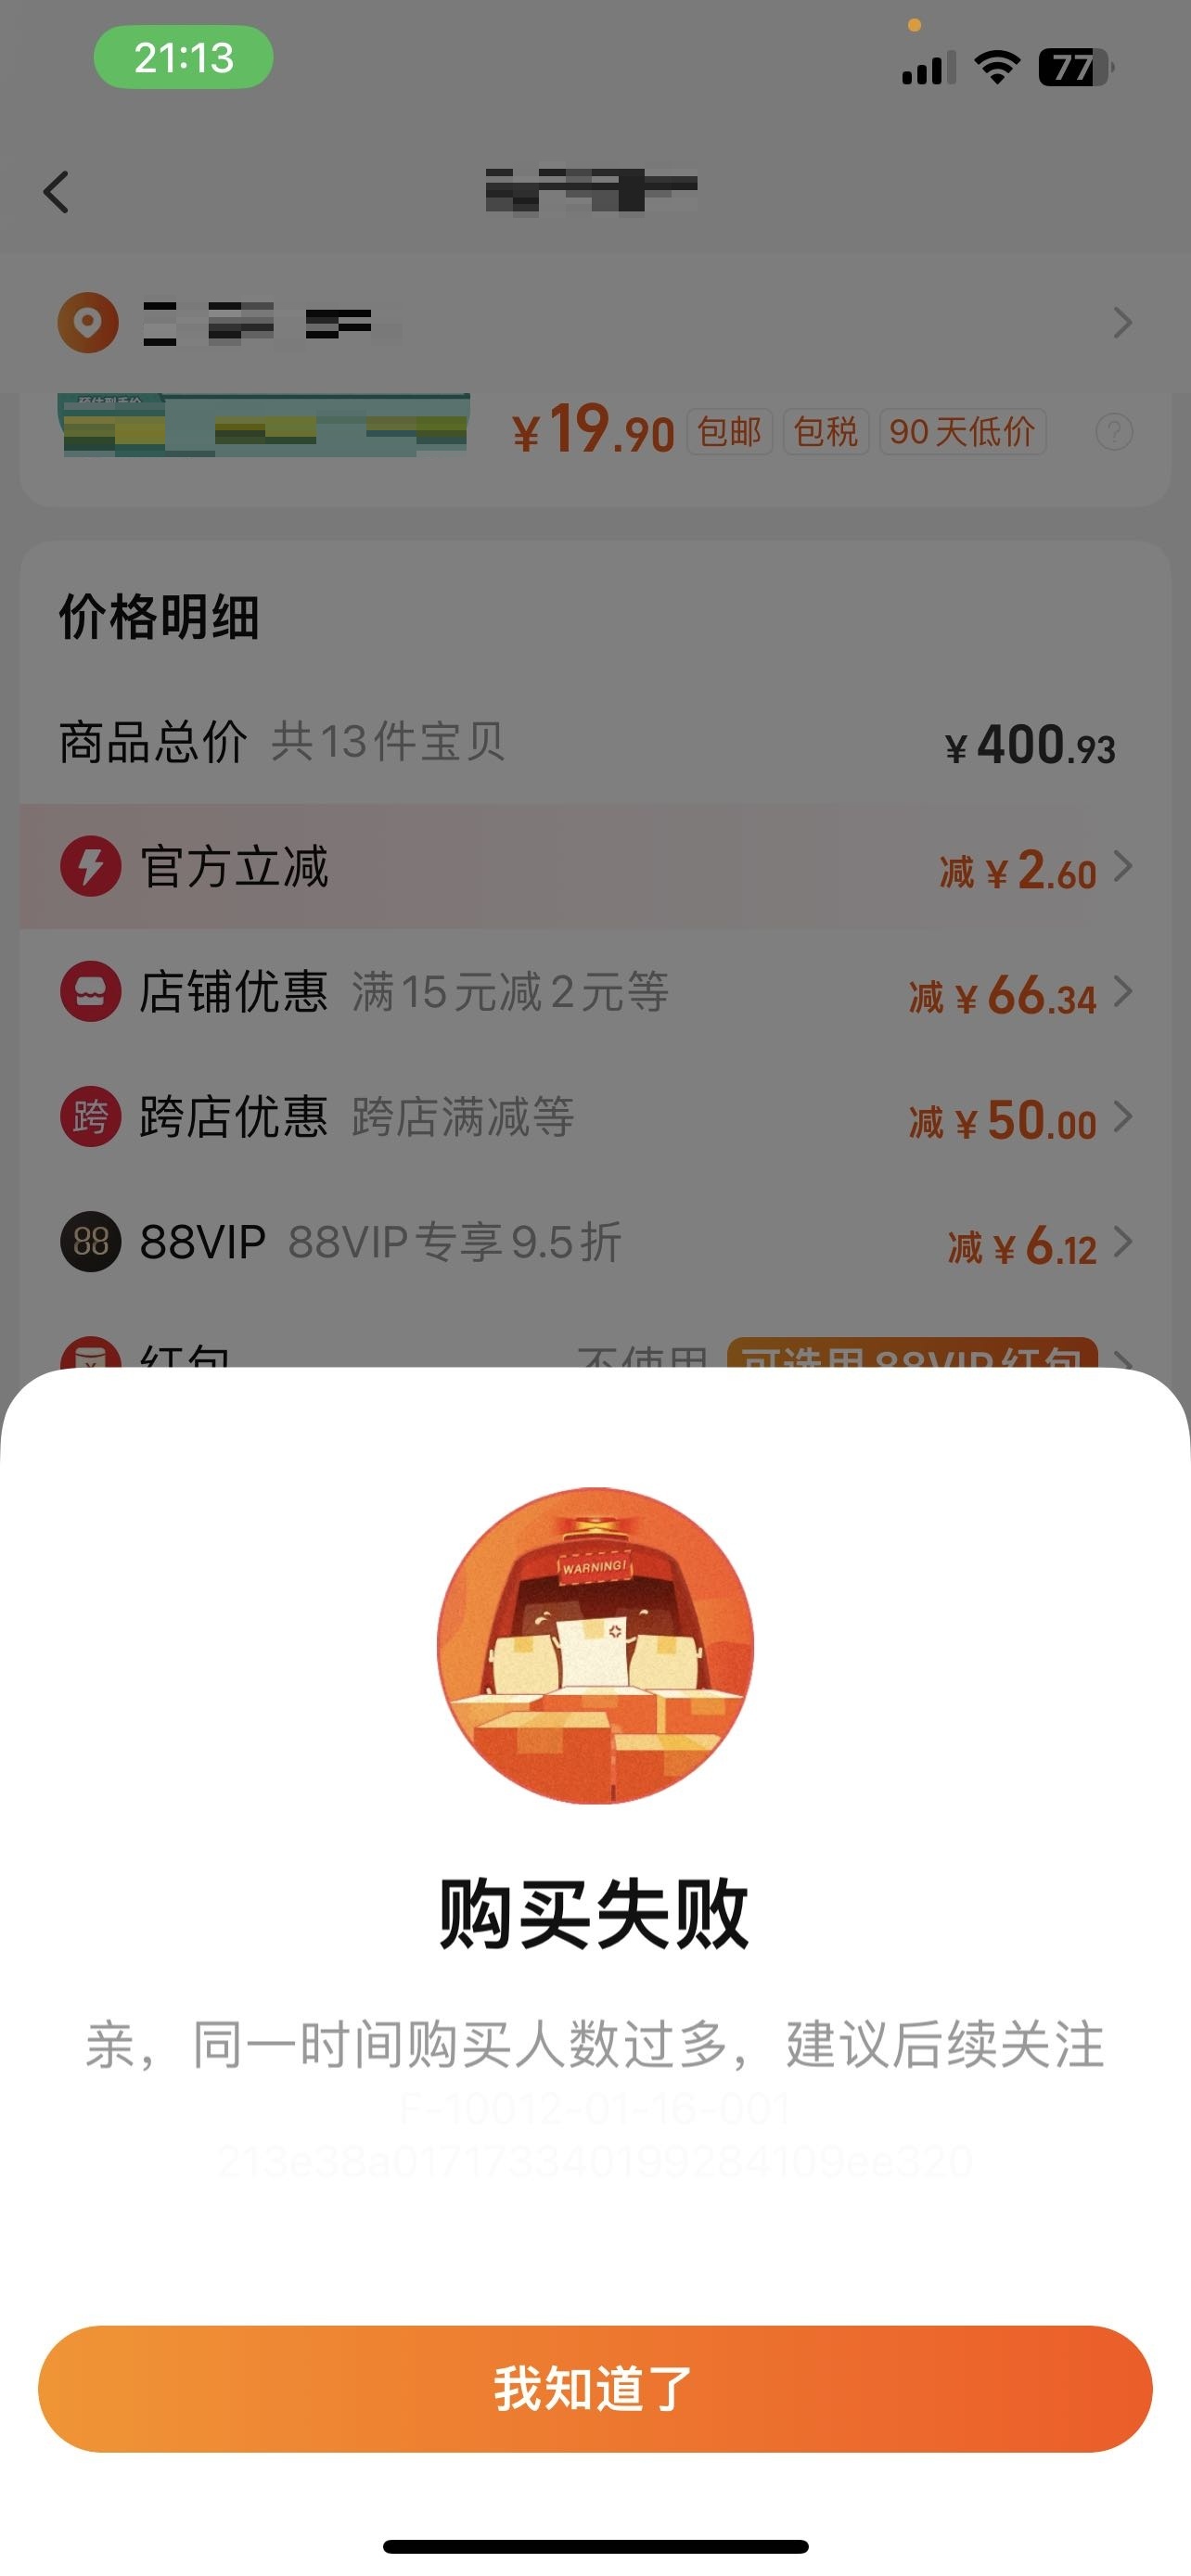 21:13
77
¥19.90 包邮 包税 90天低价 ?
价格明细
商品总价 共13件宝贝 ¥400.93
官方立减 减¥2.60
店铺优惠 满15元减2元等 减¥66.34
跨 跨店优惠 跨店满减等 减¥50.00
88 88VIP 88VIP专享9.5折 减¥6.12
红包 不使用 可选用88VIP红包
WARNING!
购买失败
亲，同一时间购买人数过多，建议后续关注
F-10012-01-16-001
213e38a017173340199284109ee320
我知道了